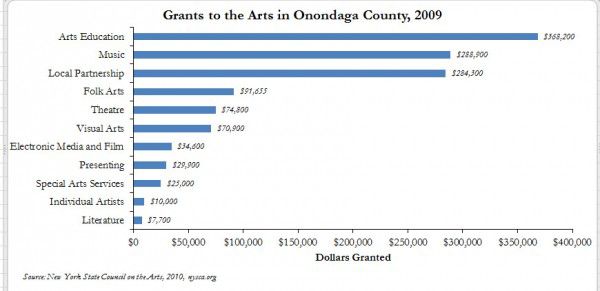 Grants to the Arts in Onondaga County, 2009
Arts Education $368,200
Music $288,900
Local Partnership $284,300
Folk Arts $91,655
Theatre $74,800
Visual Arts $70,900
Electronic Media and Film $34,600
Presenting $29,900
Special Arts Services $25,000
Individual Artists $10,000
Literature $7,700
$0 $50,000 $100,000 $150,000 $200,000 $250,000 $300,000 $350,000 $400,000
Dollars Granted
Source: New York State Council on the Arts, 2010, nysca.org